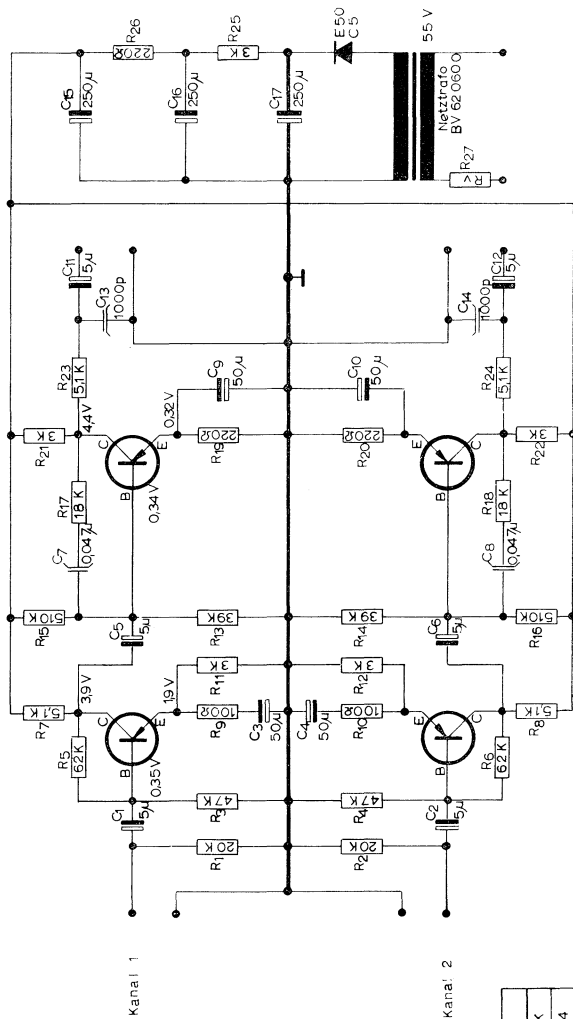 Kanal 1
Kanal 2
R1
20K
R2
20K
C1
5µ
C2
5µ
R3
47K
R4
47K
R5
62K
R6
62K
R7
5,1K
R8
5,1K
3,9V
0,35V
1,9V
B
C
E
B
C
E
R9
100Ω
R10
100Ω
C3
50µ
C4
50µ
R11
3K
R12
3K
C5
5µ
C6
5µ
R13
39K
R14
39K
R15
510K
R16
510K
C7
0,047µ
C8
0,047µ
R17
18K
R18
18K
4,4V
0,34V
0,32V
B
C
E
B
C
E
R19
220Ω
R20
220Ω
R21
3K
R22
3K
C9
50µ
C10
50µ
R23
5,1K
R24
5,1K
C11
5µ
C12
5µ
C13
1000p
C14
1000p
C15
250µ
C16
250µ
C17
250µ
R26
220Ω
R25
3K
E50
C5
55 V
Netztrafo
BV 62 060 0
R27
Rv
x
4